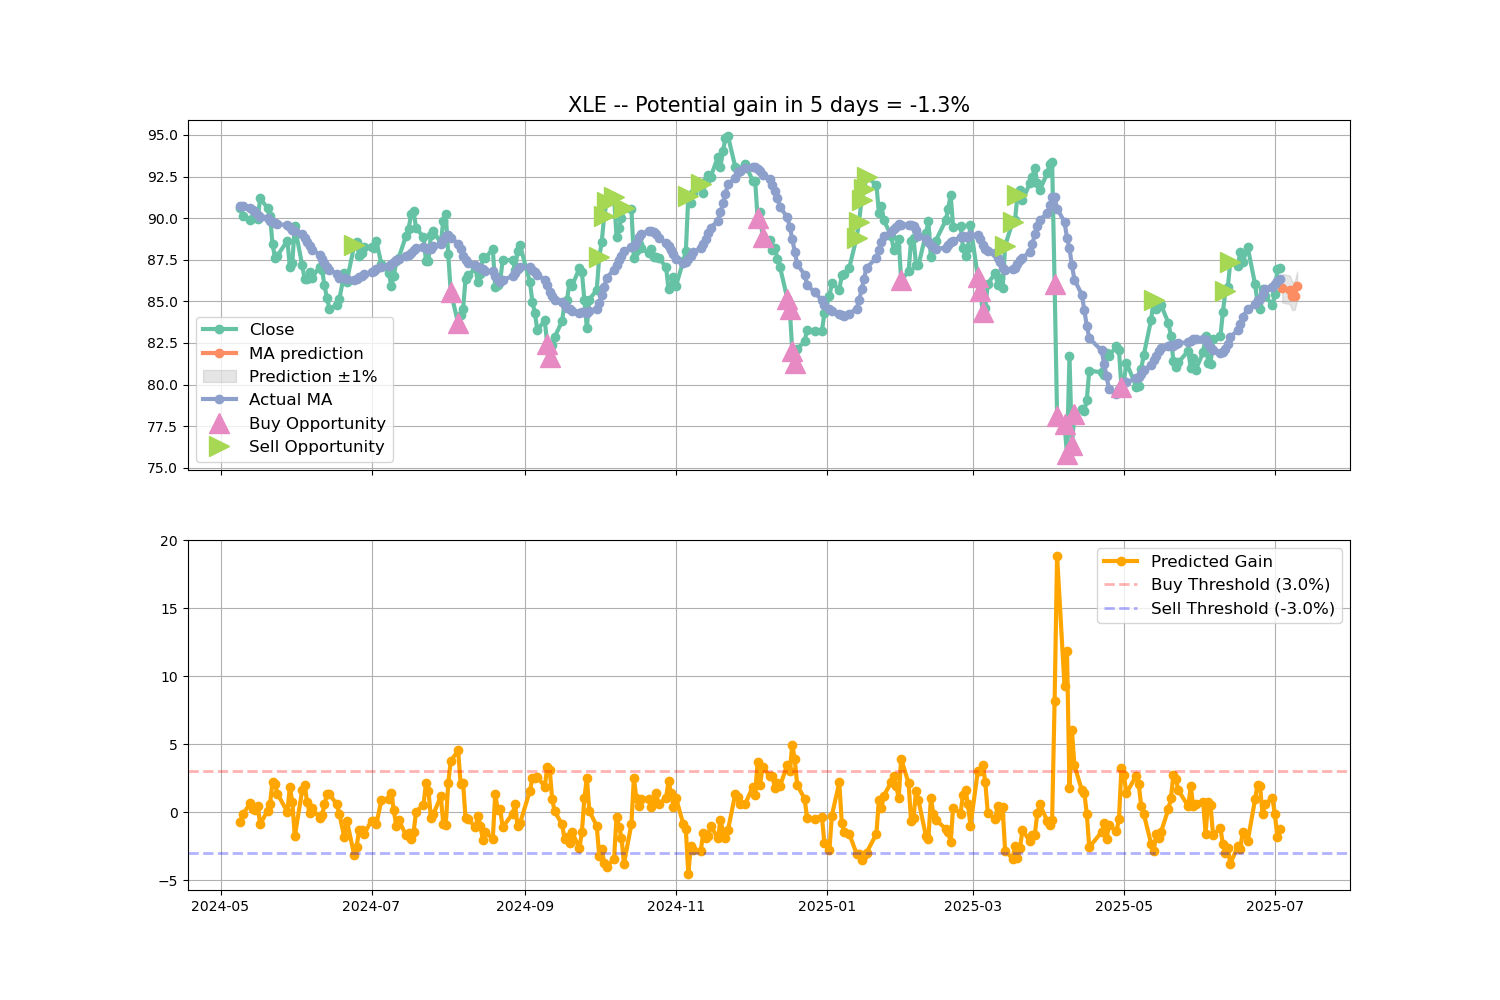 XLE -- Potential gain in 5 days = -1.3%
95.0
92.5
90.0
87.5
85.0
82.5
80.0
77.5
75.0
Close
MA prediction
Prediction ±1%
Actual MA
Buy Opportunity
Sell Opportunity
20
15
10
5
0
−5
Predicted Gain
Buy Threshold (3.0%)
Sell Threshold (-3.0%)
2024-05 2024-07 2024-09 2024-11 2025-01 2025-03 2025-05 2025-07